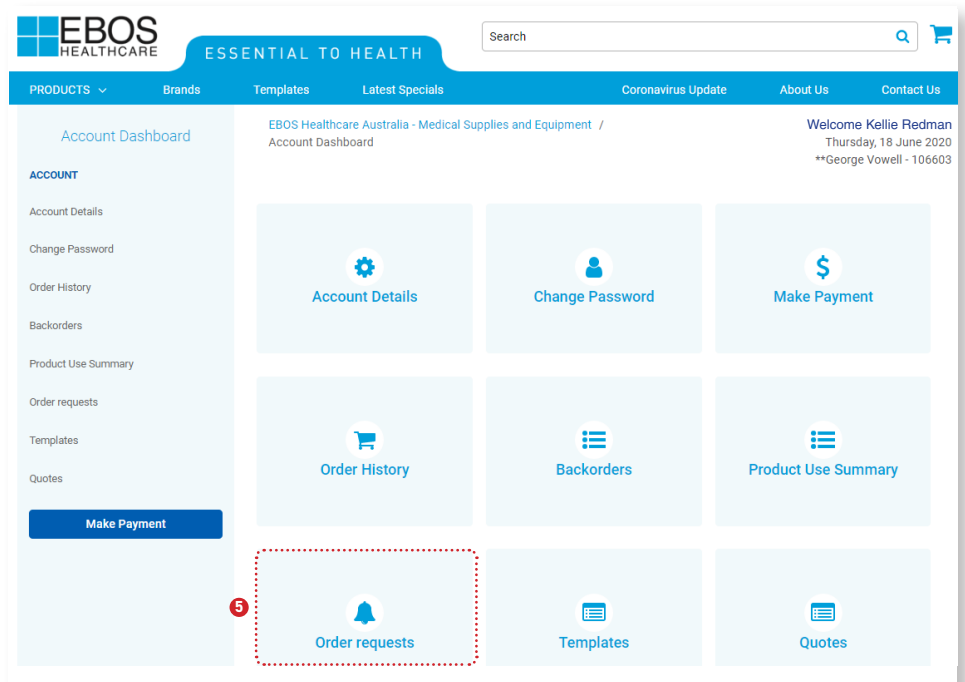 EBOS
HEALTHCARE
ESSENTIAL TO HEALTH
Search
PRODUCTS
Brands
Templates
Latest Specials
Coronavirus Update
About Us
Contact Us
Account Dashboard
ACCOUNT
Account Details
Change Password
Order History
Backorders
Product Use Summary
Order requests
Templates
Quotes
Make Payment
EBOS Healthcare Australia - Medical Supplies and Equipment /
Account Dashboard
Welcome Kellie Redman
Thursday, 18 June 2020
**George Vowell - 106603
Account Details
Change Password
$
Make Payment
Order History
Backorders
Product Use Summary
5
Order requests
Templates
Quotes